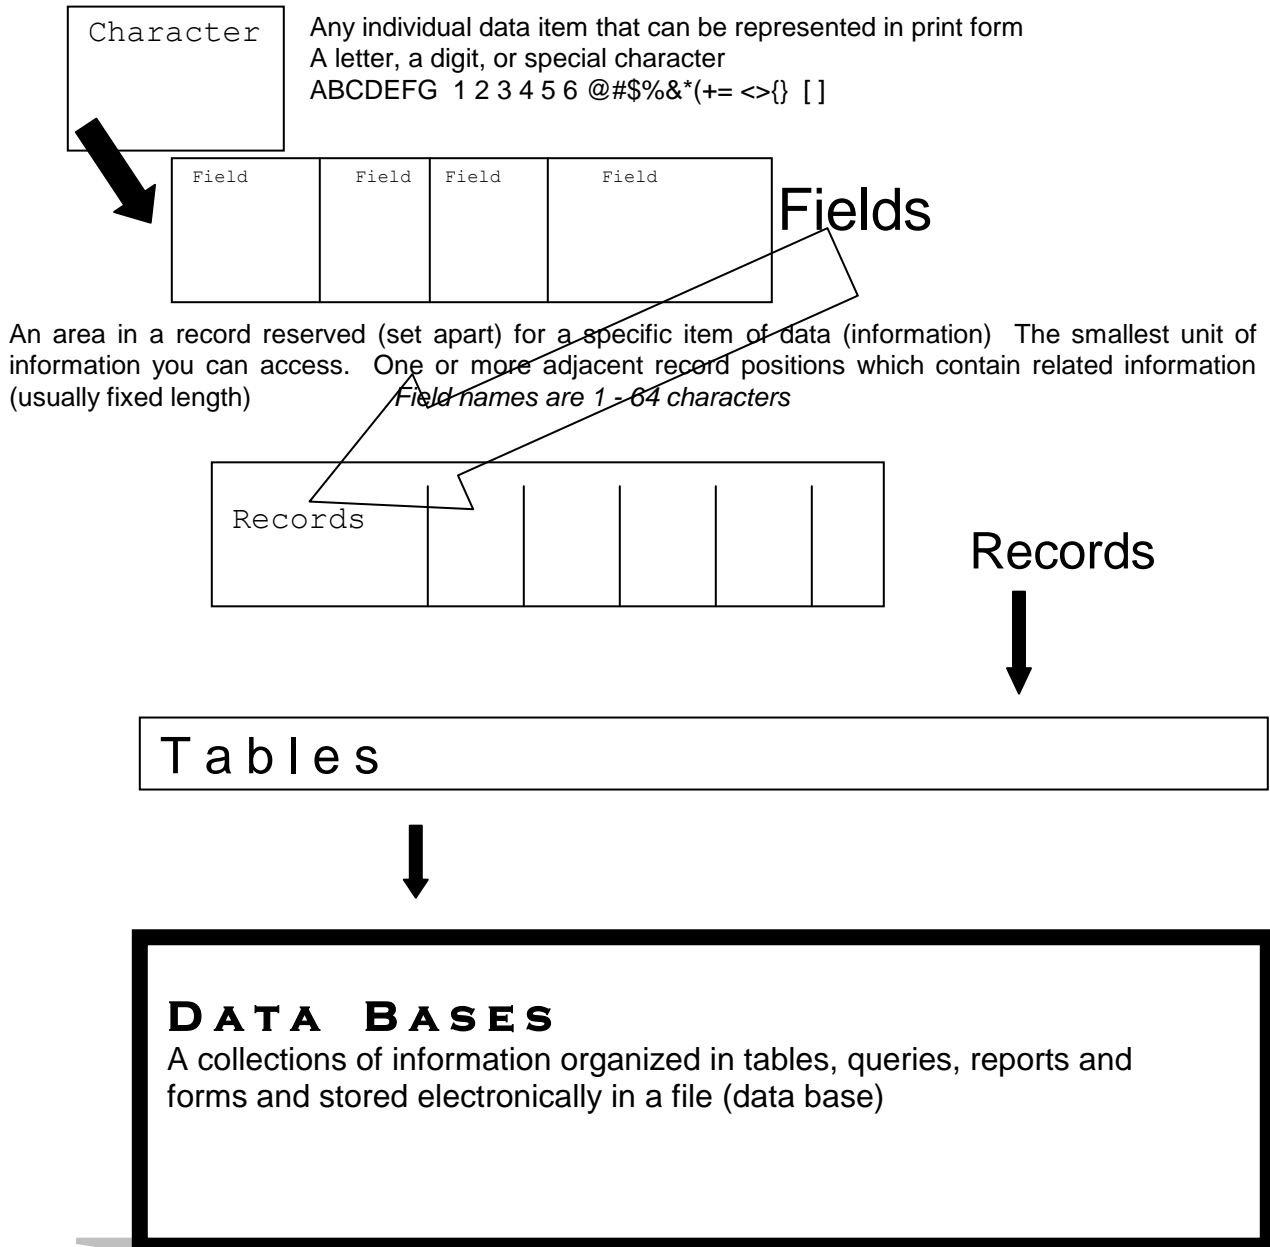 Character
Any individual data item that can be represented in print form
A letter, a digit, or special character
ABCDEFG 1 2 3 4 5 6 @#$%&*(+= <>{} [ ]
Field Field Field Field
Fields
An area in a record reserved (set apart) for a specific item of data (information) The smallest unit of
information you can access. One or more adjacent record positions which contain related information
(usually fixed length) Field names are 1 - 64 characters
Records
Records
Tables
DATA BASES
A collections of information organized in tables, queries, reports and
forms and stored electronically in a file (data base)